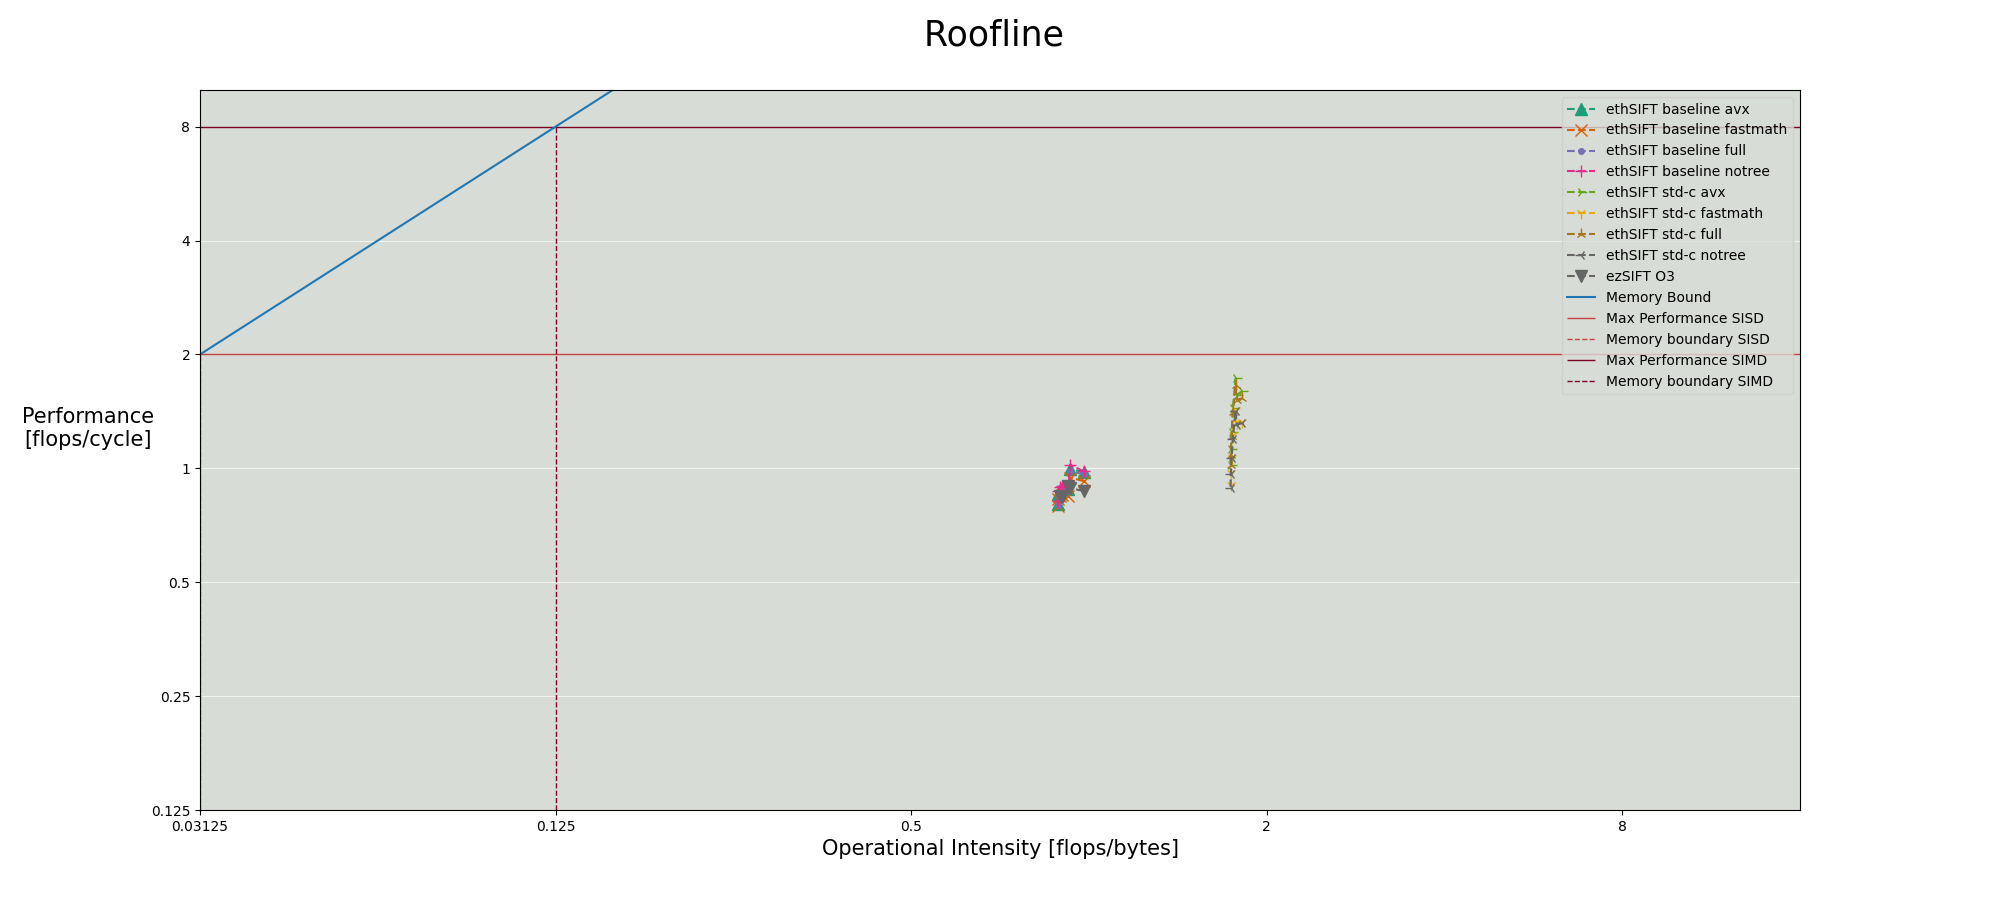 Roofline
8
4
2
1
0.5
0.25
0.125
Performance
[flops/cycle]
0.03125
0.125
0.5
2
8
Operational Intensity [flops/bytes]
ethSIFT baseline avx
ethSIFT baseline fastmath
ethSIFT baseline full
ethSIFT baseline notree
ethSIFT std-c avx
ethSIFT std-c fastmath
ethSIFT std-c full
ethSIFT std-c notree
ezSIFT O3
Memory Bound
Max Performance SISD
Memory boundary SISD
Max Performance SIMD
Memory boundary SIMD